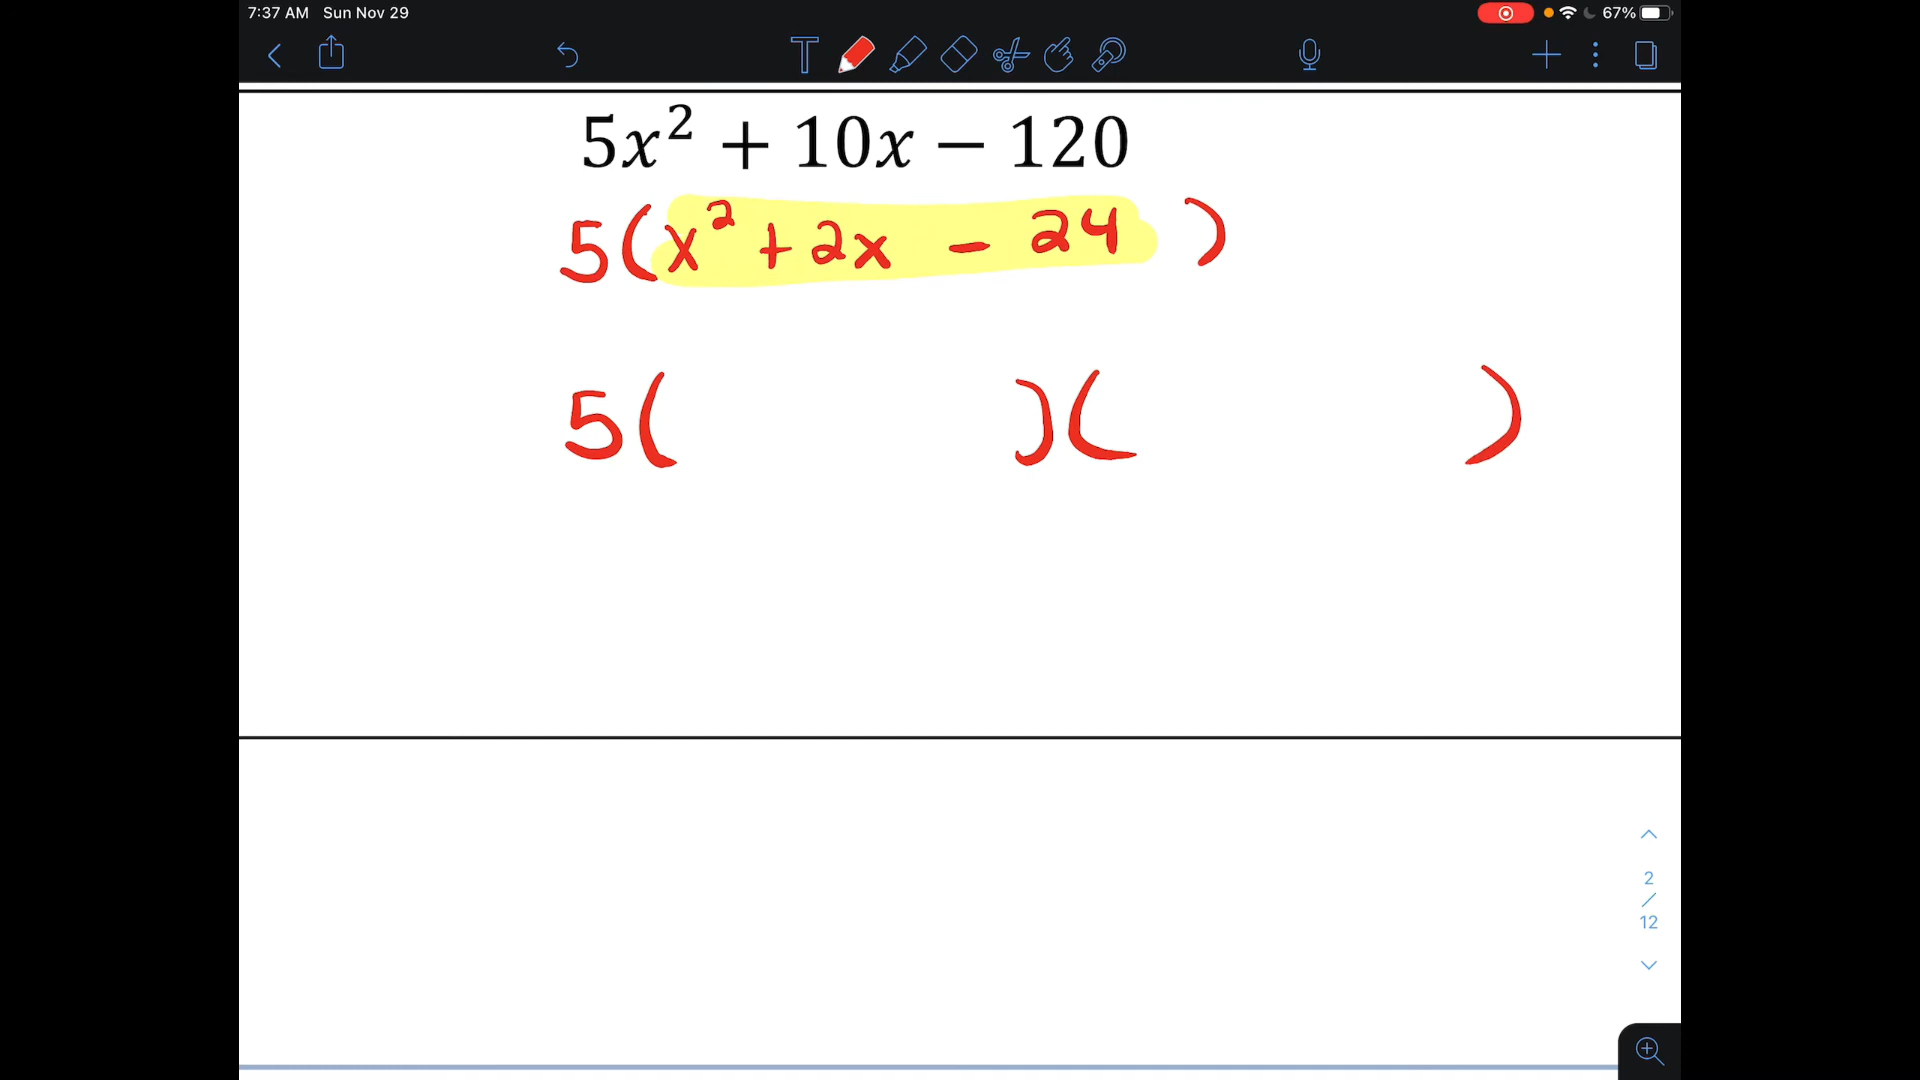 7:37 AM Sun Nov 29 67%
5x² + 10x − 120
5(x² + 2x - 24)
5( )( )
2
/
12